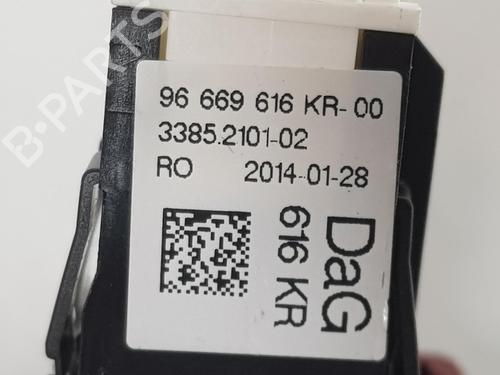 B-PARTS
96 669 616 KR-00
3385.2101-02
RO 2014-01-28
DaG
616 KR